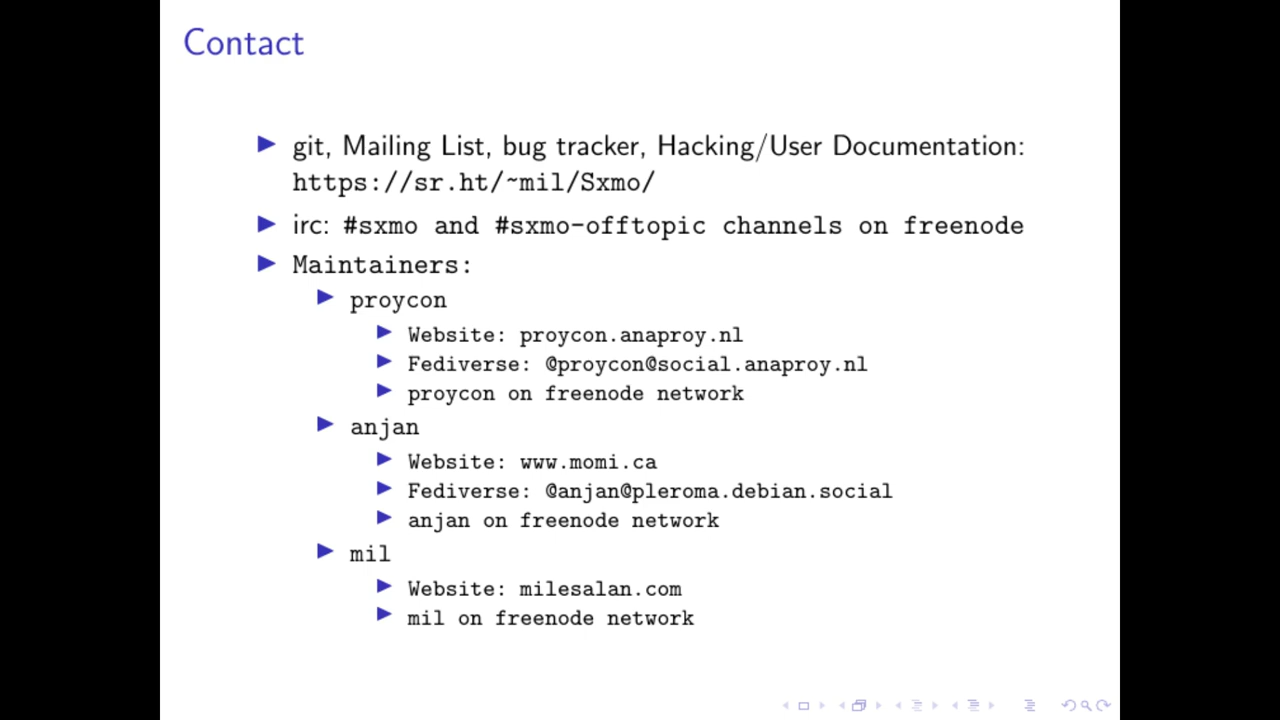 Contact
git, Mailing List, bug tracker, Hacking/User Documentation:
https://sr.ht/~mil/Sxmo/
irc: #sxmo and #sxmo-offtopic channels on freenode
Maintainers:
proycon
Website: proycon.anaproy.nl
Fediverse: @proycon@social.anaproy.nl
proycon on freenode network
anjan
Website: www.momi.ca
Fediverse: @anjan@pleroma.debian.social
anjan on freenode network
mil
Website: milesalan.com
mil on freenode network